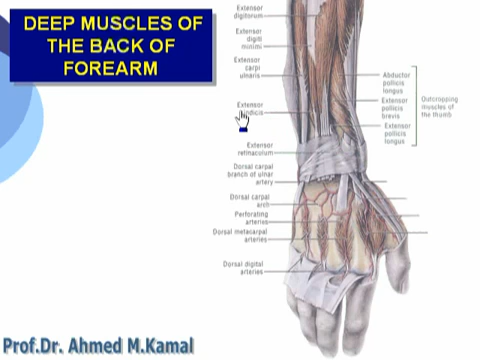 DEEP MUSCLES OF
THE BACK OF
FOREARM
Extensor
digitorum
Extensor
digiti
minimi
Extensor
carpi
ulnaris
Extensor
indicis
Extensor
retinaculum
Dorsal carpal
branch of ulnar
artery
Dorsal carpal
arch
Perforating
arteries
Dorsal metacarpal
arteries
Dorsal digital
arteries
Abductor
pollicis
longus
Extensor
pollicis
brevis
Extensor
pollicis
longus
Outcropping
muscles of
the thumb
Prof.Dr. Ahmed M.Kamal